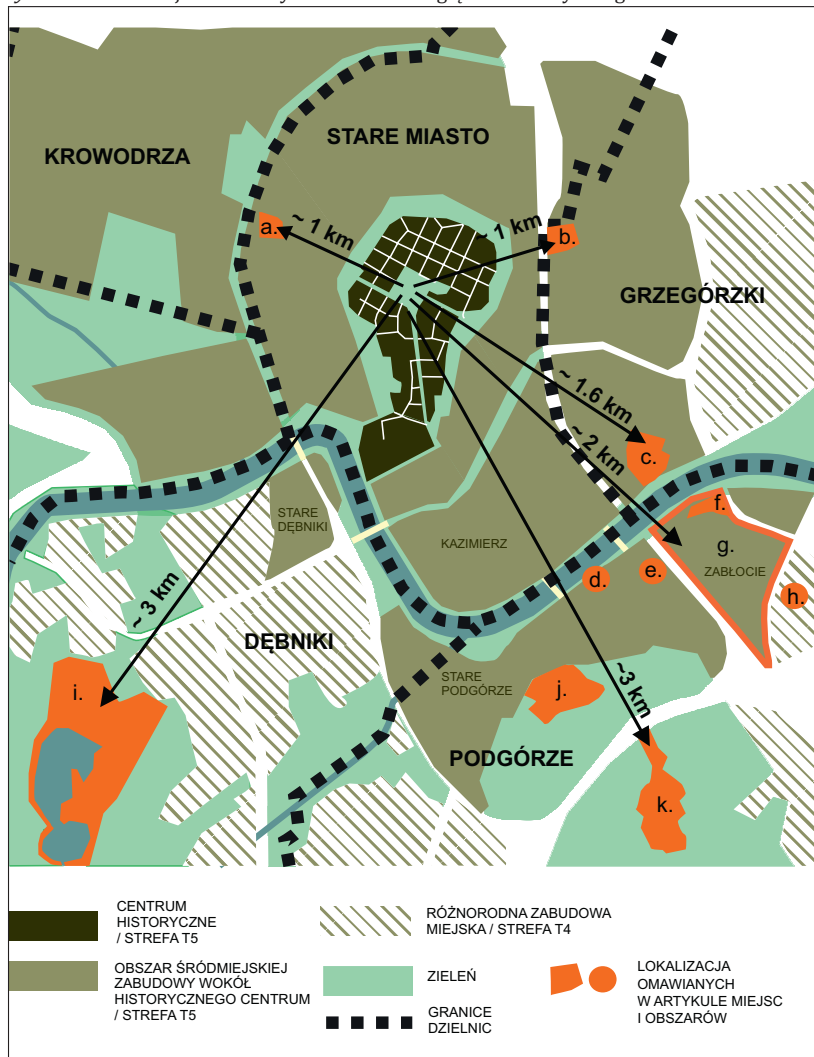 STARE MIASTO
KROWODRZA
a.
~ 1 km
~ 1 km
b.
GRZEGÓRZKI
~ 1.6 km
~ 2 km
c.
STARE
DĘBNIKI
KAZIMIERZ
f.
g.
ZABŁOCIE
d.
e.
h.
~ 3 km
DĘBNIKI
i.
STARE
PODGÓRZE
j.
~3 km
PODGÓRZE
k.
CENTRUM
HISTORYCZNE
/ STREFA T5
OBSZAR ŚRÓDMIEJSKIEJ
ZABUDOWY WOKÓŁ
HISTORYCZNEGO CENTRUM
/ STREFA T5
RÓŻNORODNA ZABUDOWA
MIEJSKA / STREFA T4
ZIELEŃ
GRANICE
DZIELNIC
LOKALIZACJA
OMAWIANYCH
W ARTYKULE MIEJSC
I OBSZARÓW